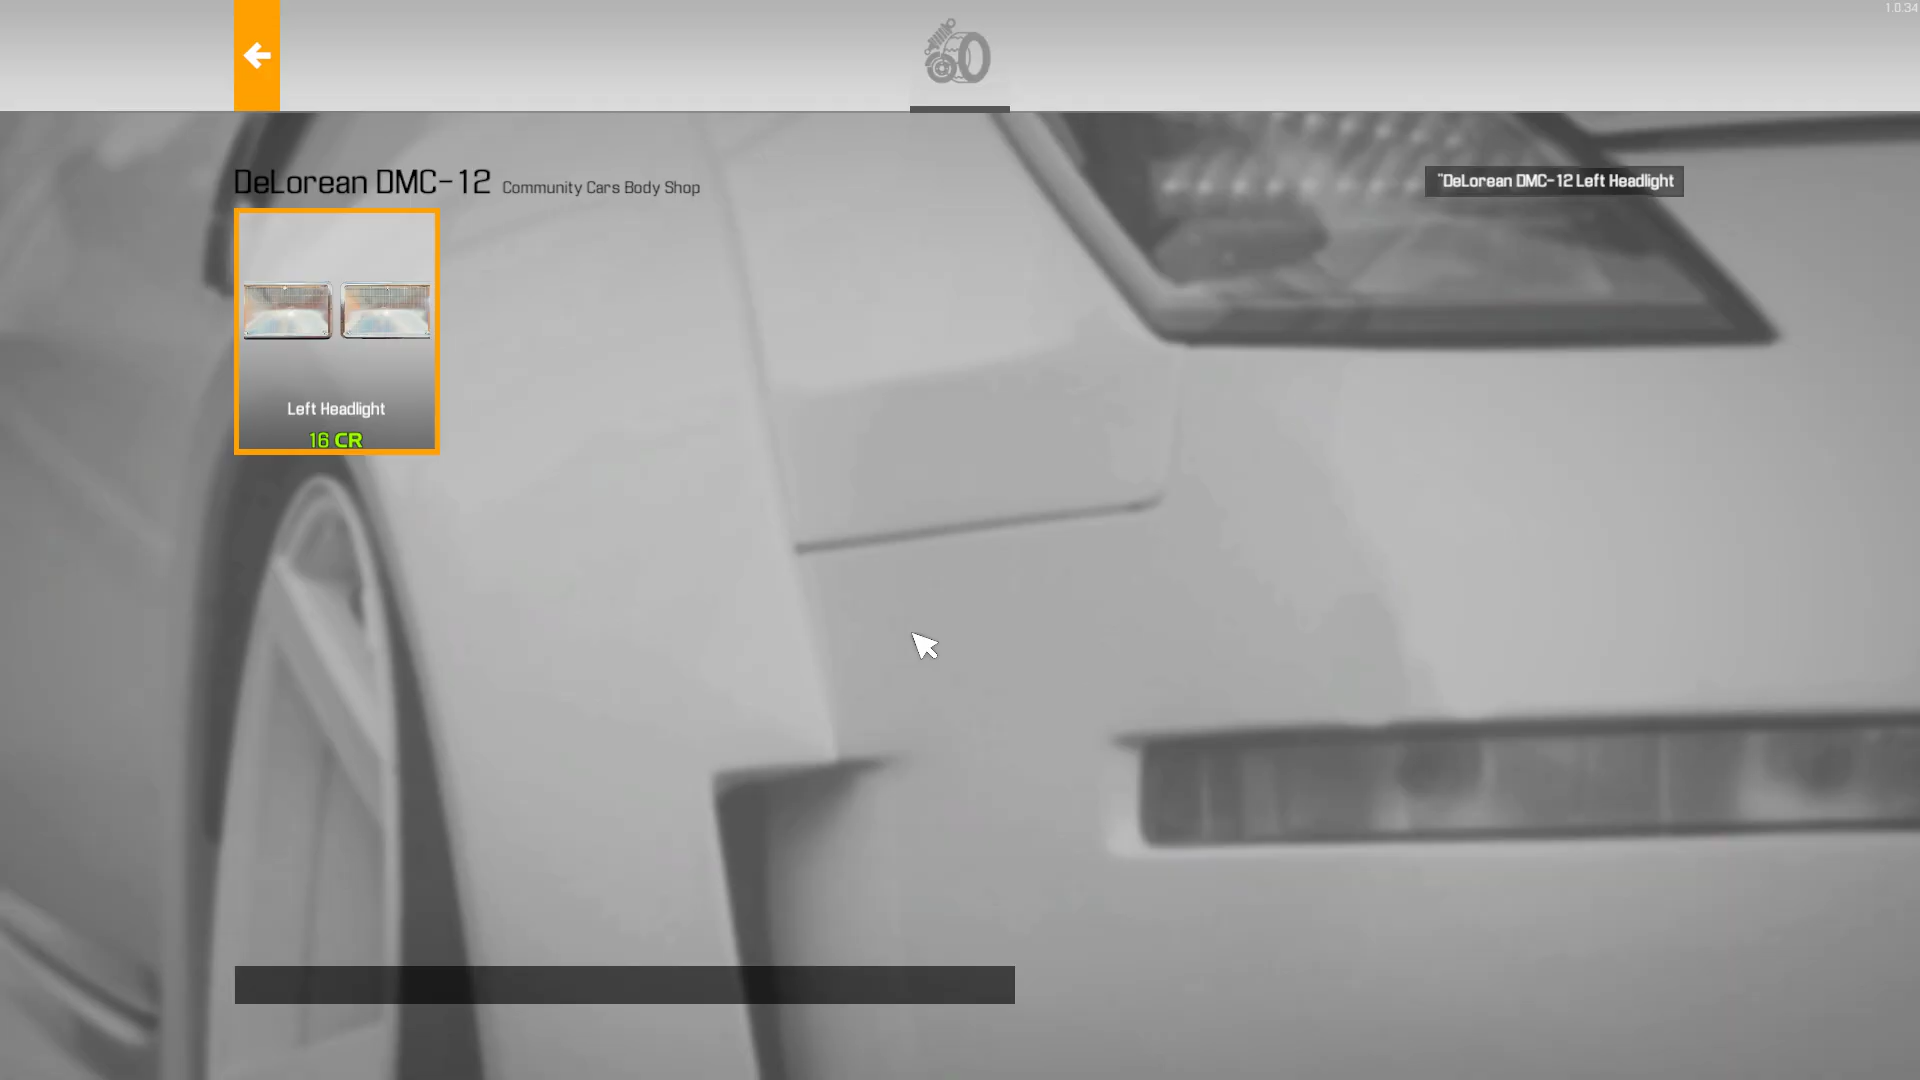 1.0.34
DeLorean DMC-12 Community Cars Body Shop
"DeLorean DMC-12 Left Headlight
Left Headlight
16 CR